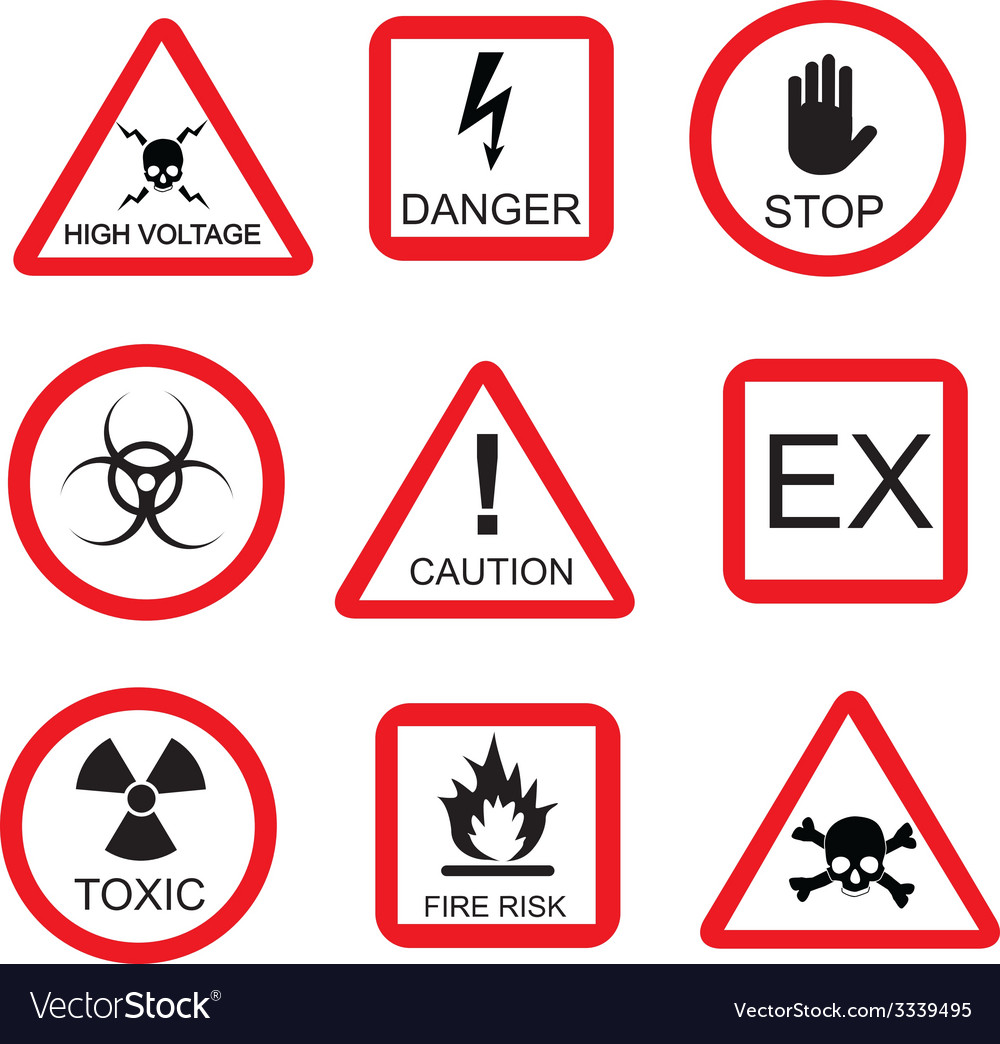 HIGH VOLTAGE
DANGER
STOP
!
CAUTION
EX
TOXIC
FIRE RISK
VectorStock®
VectorStock.com/3339495